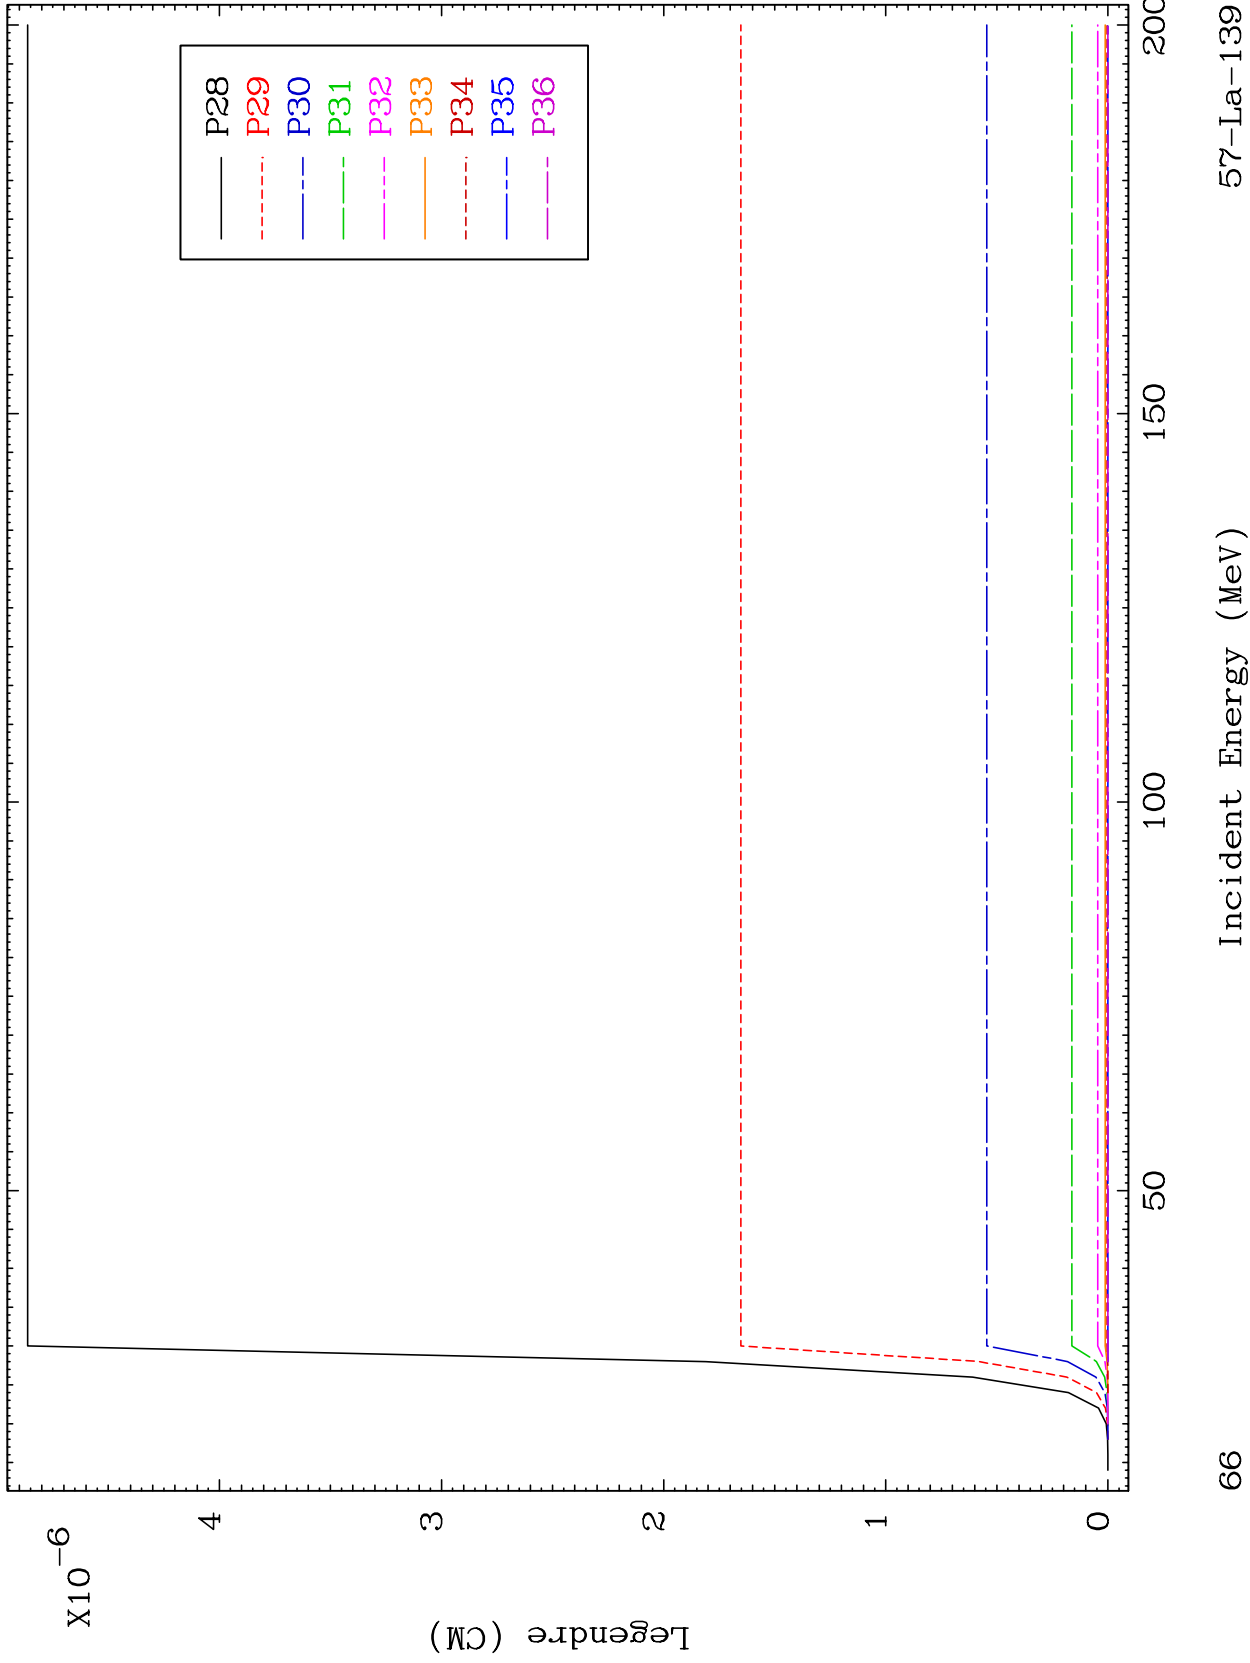 X10-6
Legendre (CM)
4
3
2
1
0
P28
P29
P30
P31
P32
P33
P34
P35
P36
50
100
150
200
Incident Energy (MeV)
66
57-La-139